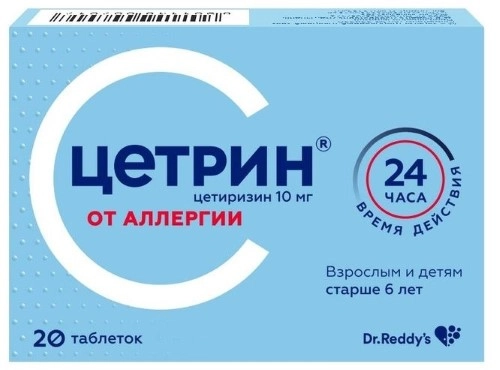 ЦЕТРИН®
цетиризин 10 мг
ОТ АЛЛЕРГИИ
24
ЧАСА
ВРЕМЯ ДЕЙСТВИЯ
Взрослым и детям
старше 6 лет
20 таблеток
Dr.Reddy's